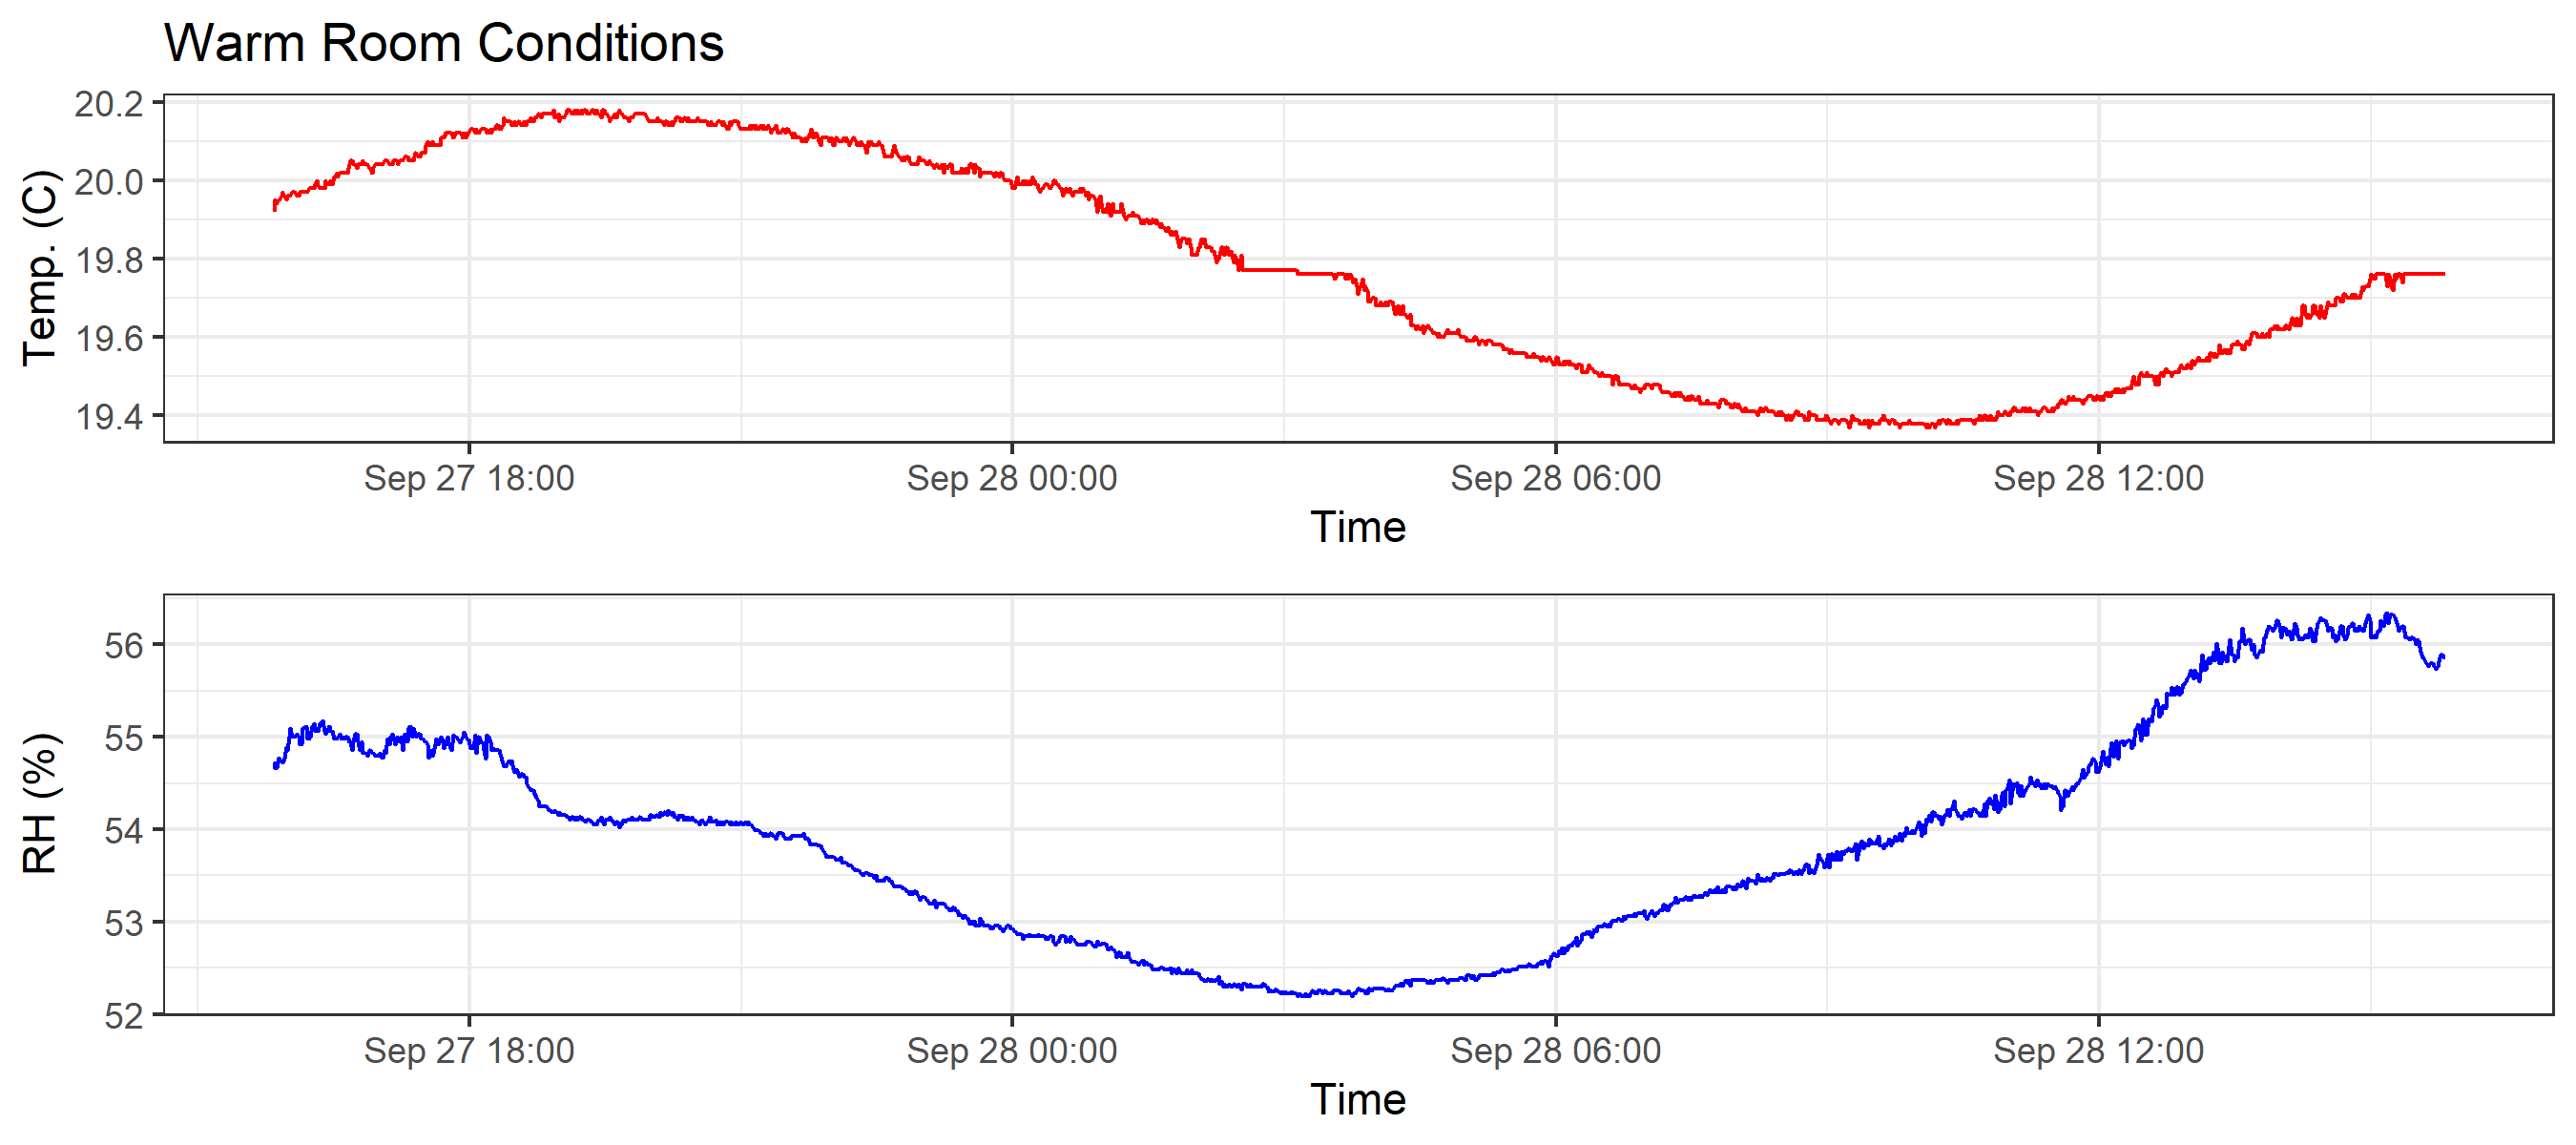 Warm Room Conditions
20.2
20.0
19.8
19.6
19.4
Temp. (C)
Sep 27 18:00 Sep 28 00:00 Sep 28 06:00 Sep 28 12:00
Time
56
55
54
53
52
RH (%)
Sep 27 18:00 Sep 28 00:00 Sep 28 06:00 Sep 28 12:00
Time